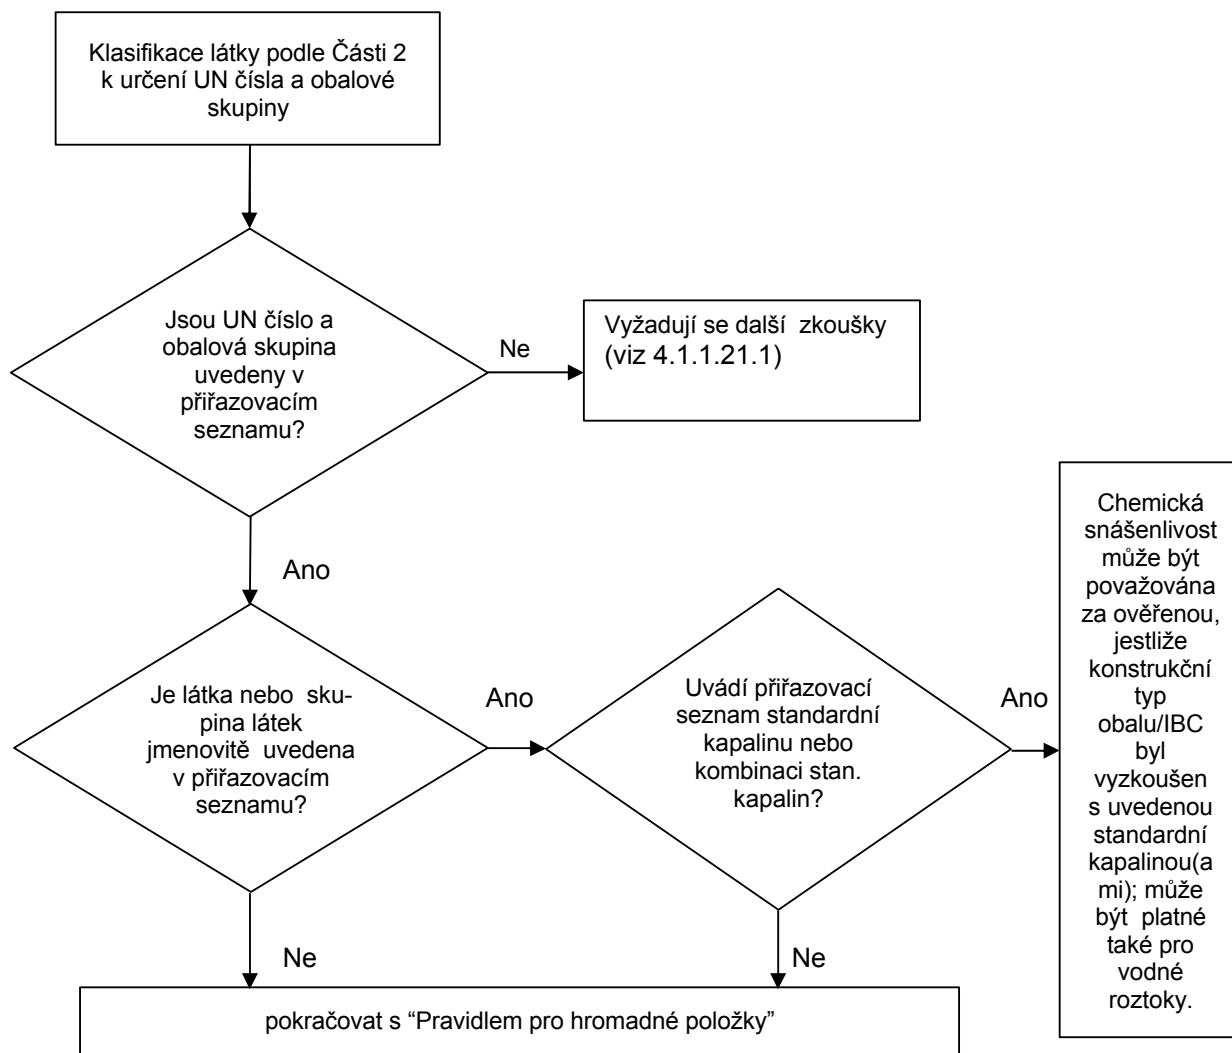 Klasifikace látky podle Části 2
k určení UN čísla a obalové
skupiny
Jsou UN číslo a
obalová skupina
uvedeny v
přiřazovacím
seznamu?
Ne
Vyžadují se další zkoušky
(viz 4.1.1.21.1)
Ano
Je látka nebo sku-
pina látek
jmenovitě uvedena
v přiřazovacím
seznamu?
Ano
Uvádí přiřazovací
seznam standardní
kapalinu nebo
kombinaci stan.
kapalin?
Ano
Chemická
snášenlivost
může být
považována
za ověřenou,
jestliže
konstrukční
typ
obalu/IBC
byl
vyzkoušen
s uvedenou
standardní
kapalinou(a
mi); může
být platné
také pro
vodné
roztoky.
Ne
Ne
pokračovat s “Pravidlem pro hromadné položky”